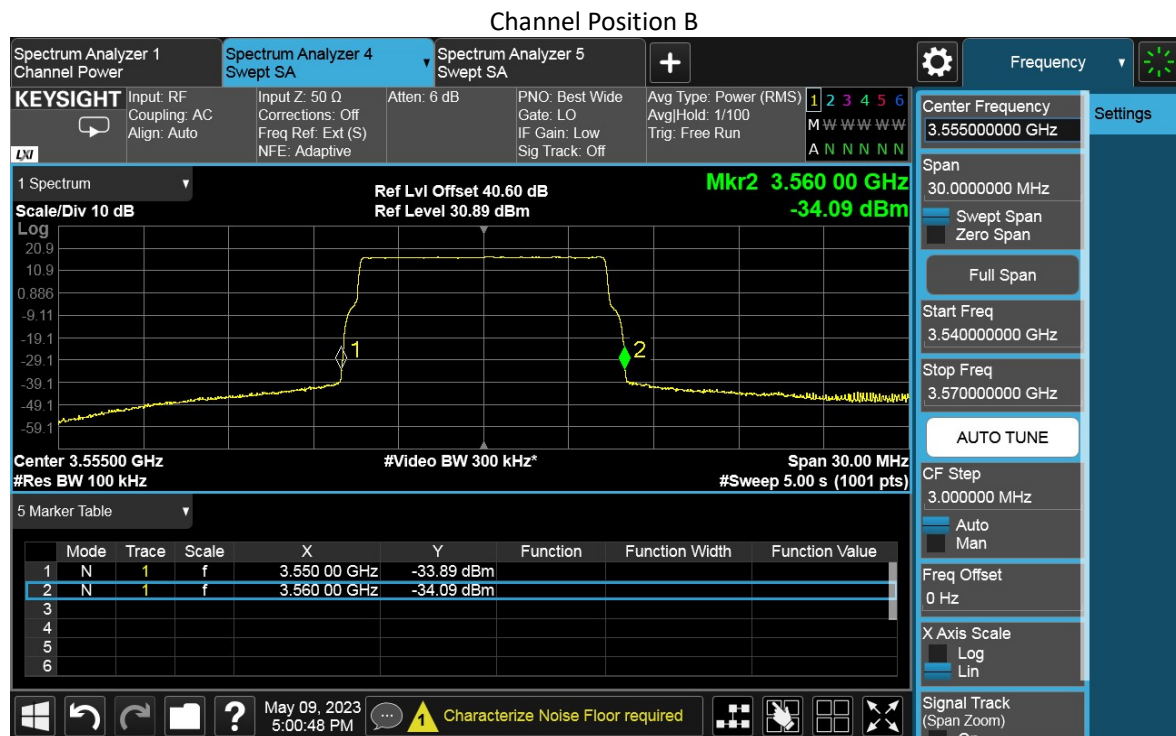 Channel Position B
Spectrum Analyzer 1
Channel Power
Spectrum Analyzer 4
Swept SA
Spectrum Analyzer 5
Swept SA
Frequency
KEYSIGHT
LXI
Input: RF
Coupling: AC
Align: Auto
Input Z: 50 Ω
Corrections: Off
Freq Ref: Ext (S)
NFE: Adaptive
Atten: 6 dB
PNO: Best Wide
Gate: LO
IF Gain: Low
Sig Track: Off
Avg Type: Power (RMS)
Avg|Hold: 1/100
Trig: Free Run
1 2 3 4 5 6
M W W W W W
A N N N N N
1 Spectrum
Scale/Div 10 dB
Ref Lvl Offset 40.60 dB
Ref Level 30.89 dBm
Mkr2 3.560 00 GHz
-34.09 dBm
Log
20.9
10.9
0.886
-9.11
-19.1
-29.1
-39.1
-49.1
-59.1
1
2
Center 3.55500 GHz
#Video BW 300 kHz*
Span 30.00 MHz
#Res BW 100 kHz
#Sweep 5.00 s (1001 pts)
5 Marker Table
Mode Trace Scale X Y Function Function Width Function Value
1 N 1 f 3.550 00 GHz -33.89 dBm
2 N 1 f 3.560 00 GHz -34.09 dBm
3
4
5
6
May 09, 2023
5:00:48 PM
1
Characterize Noise Floor required
Center Frequency
3.555000000 GHz
Settings
Span
30.0000000 MHz
Swept Span
Zero Span
Full Span
Start Freq
3.540000000 GHz
Stop Freq
3.570000000 GHz
AUTO TUNE
CF Step
3.000000 MHz
Auto
Man
Freq Offset
0 Hz
X Axis Scale
Log
Lin
Signal Track
(Span Zoom)